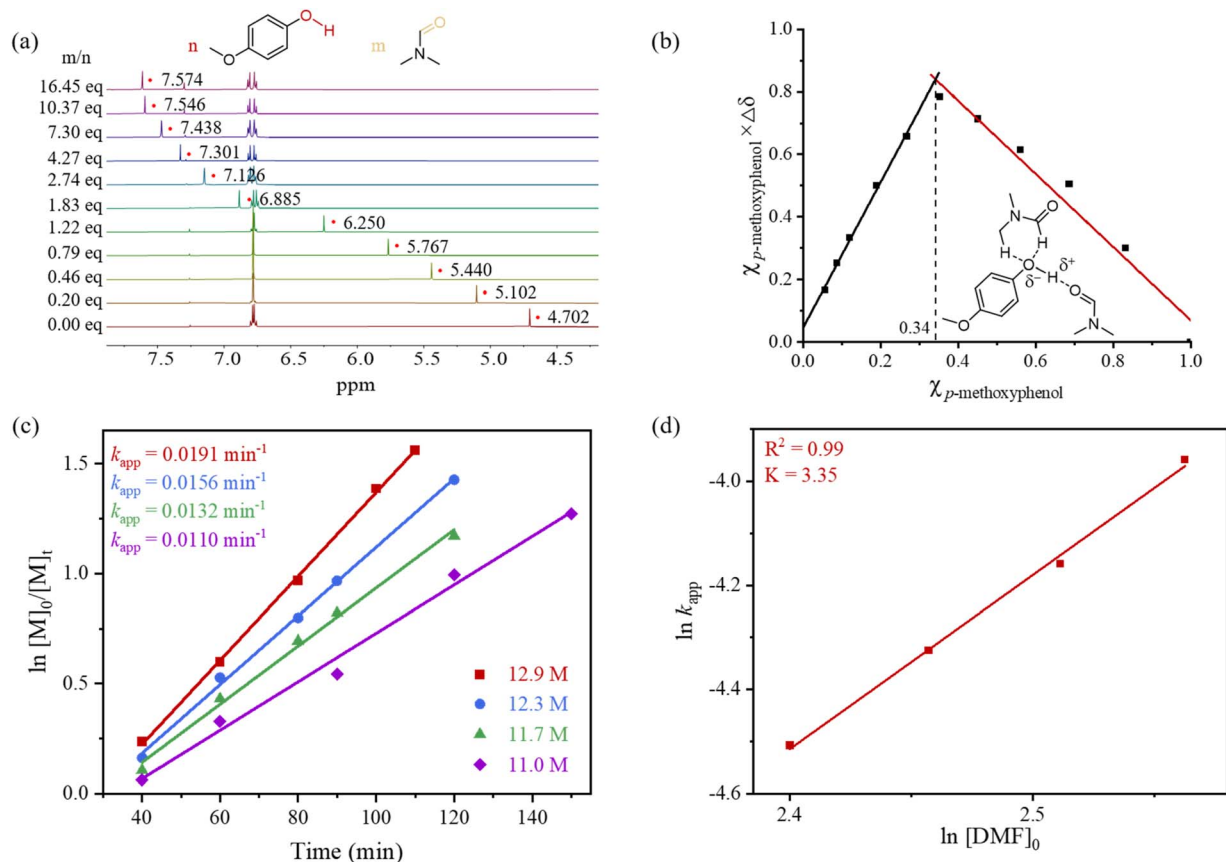 (a)
n
O
H
O
m
O
N
m/n
16.45 eq
7.574
10.37 eq
7.546
7.30 eq
7.438
4.27 eq
7.301
2.74 eq
7.126
1.83 eq
6.885
1.22 eq
6.250
0.79 eq
5.767
0.46 eq
5.440
0.20 eq
5.102
0.00 eq
4.702
7.5 7.0 6.5 6.0 5.5 5.0 4.5
ppm
(b)
χ p-methoxyphenol × Δδ
1.0
0.8
0.6
0.4
0.2
0.0
0.34
N O
H H
O δ+
δ− H
O
O
N
0.0 0.2 0.4 0.6 0.8 1.0
χ p-methoxyphenol
(c)
ln [M]0/[M]t
1.5
1.0
0.5
0.0
kapp = 0.0191 min-1
kapp = 0.0156 min-1
kapp = 0.0132 min-1
kapp = 0.0110 min-1
12.9 M
12.3 M
11.7 M
11.0 M
40 60 80 100 120 140
Time (min)
(d)
ln kapp
R2 = 0.99
K = 3.35
-4.0
-4.2
-4.4
-4.6
2.4 2.5
ln [DMF]0